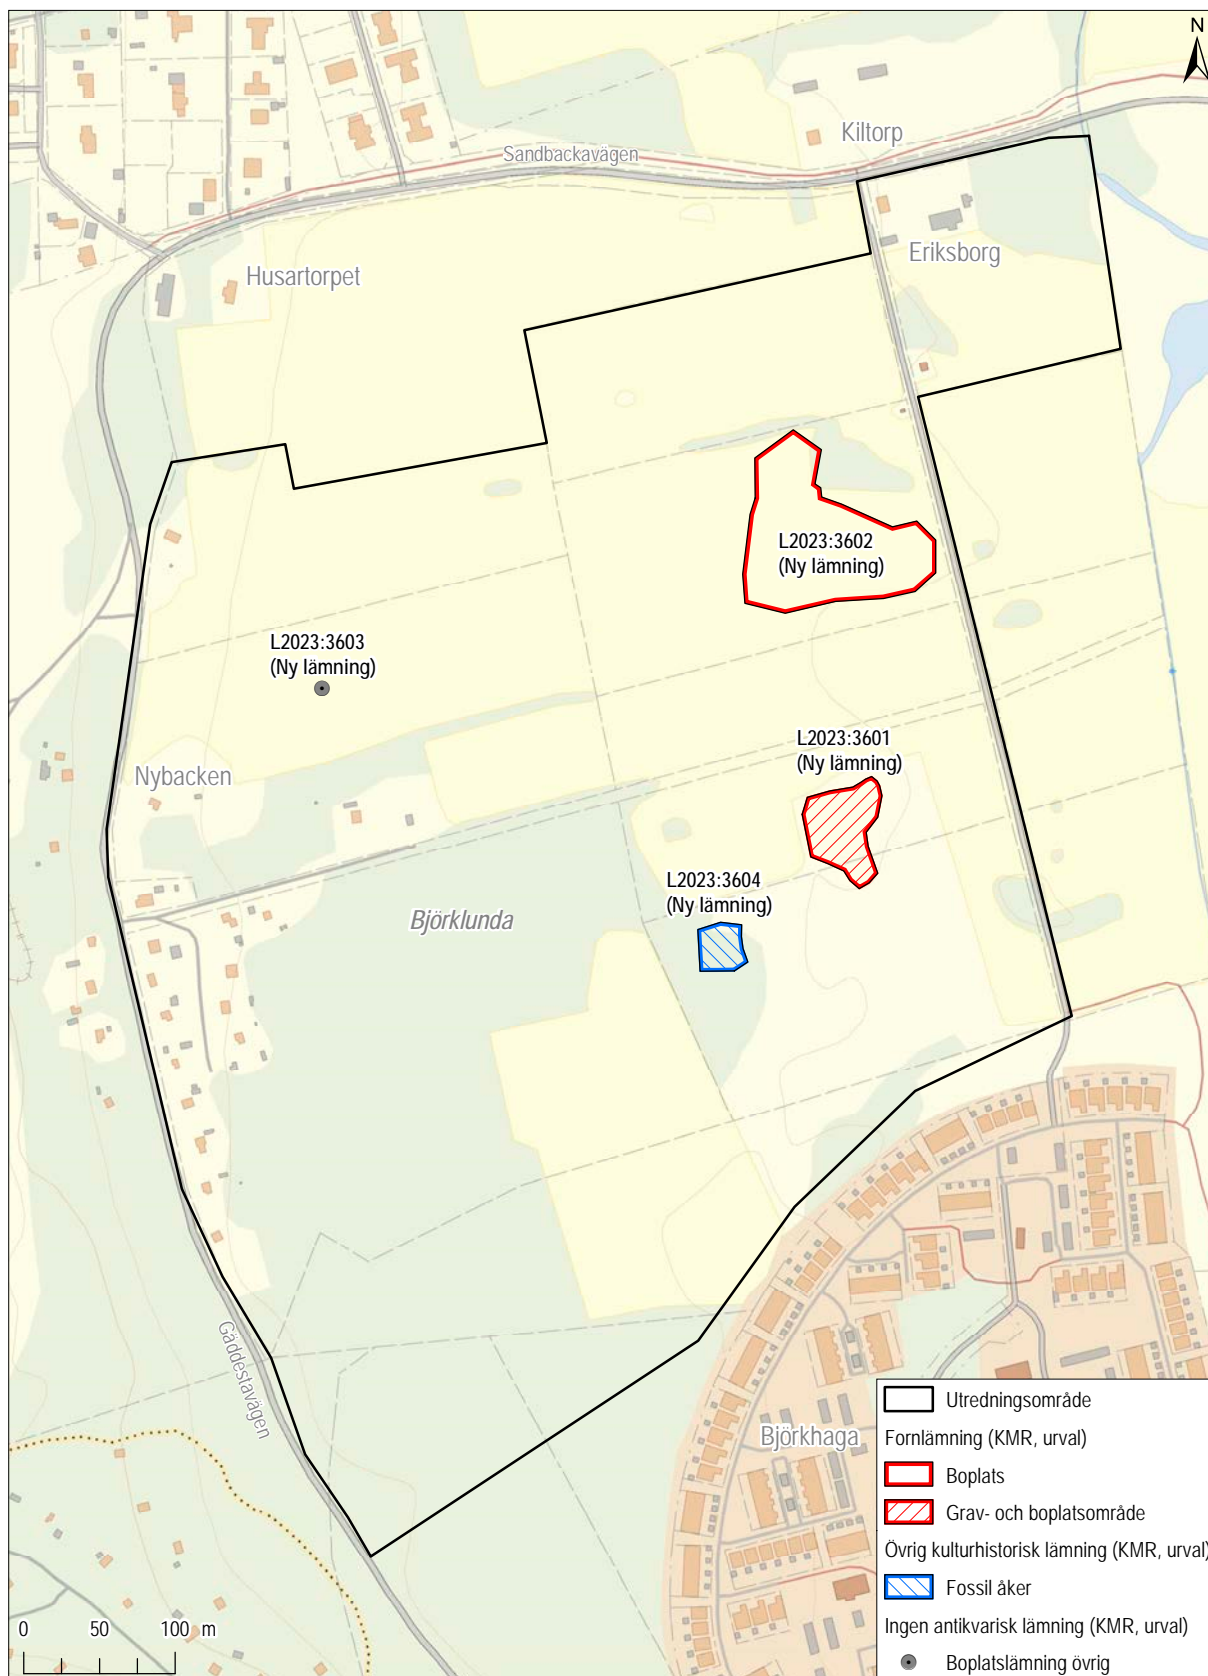 N
Kiltorp
Sandbackavägen
Eriksborg
Husartorpet
L2023:3602
(Ny lämning)
L2023:3603
(Ny lämning)
L2023:3601
(Ny lämning)
Nybacken
L2023:3604
(Ny lämning)
Björklunda
Gäddestavägen
Björkhaga
Utredningsområde
Fornlämning (KMR, urval)
Boplats
Grav- och boplatsområde
Övrig kulturhistorisk lämning (KMR, urval)
Fossil åker
Ingen antikvarisk lämning (KMR, urval)
Boplatslämning övrig
0 50 100 m